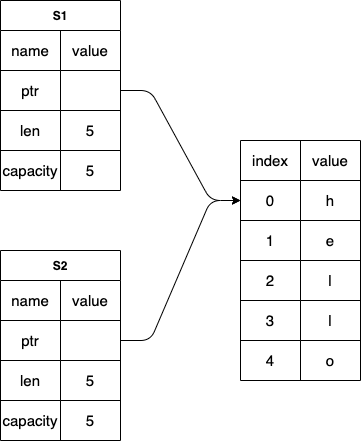 S1
name value
ptr
len 5
capacity 5
index value
0 h
1 e
2 l
3 l
4 o
S2
name value
ptr
len 5
capacity 5